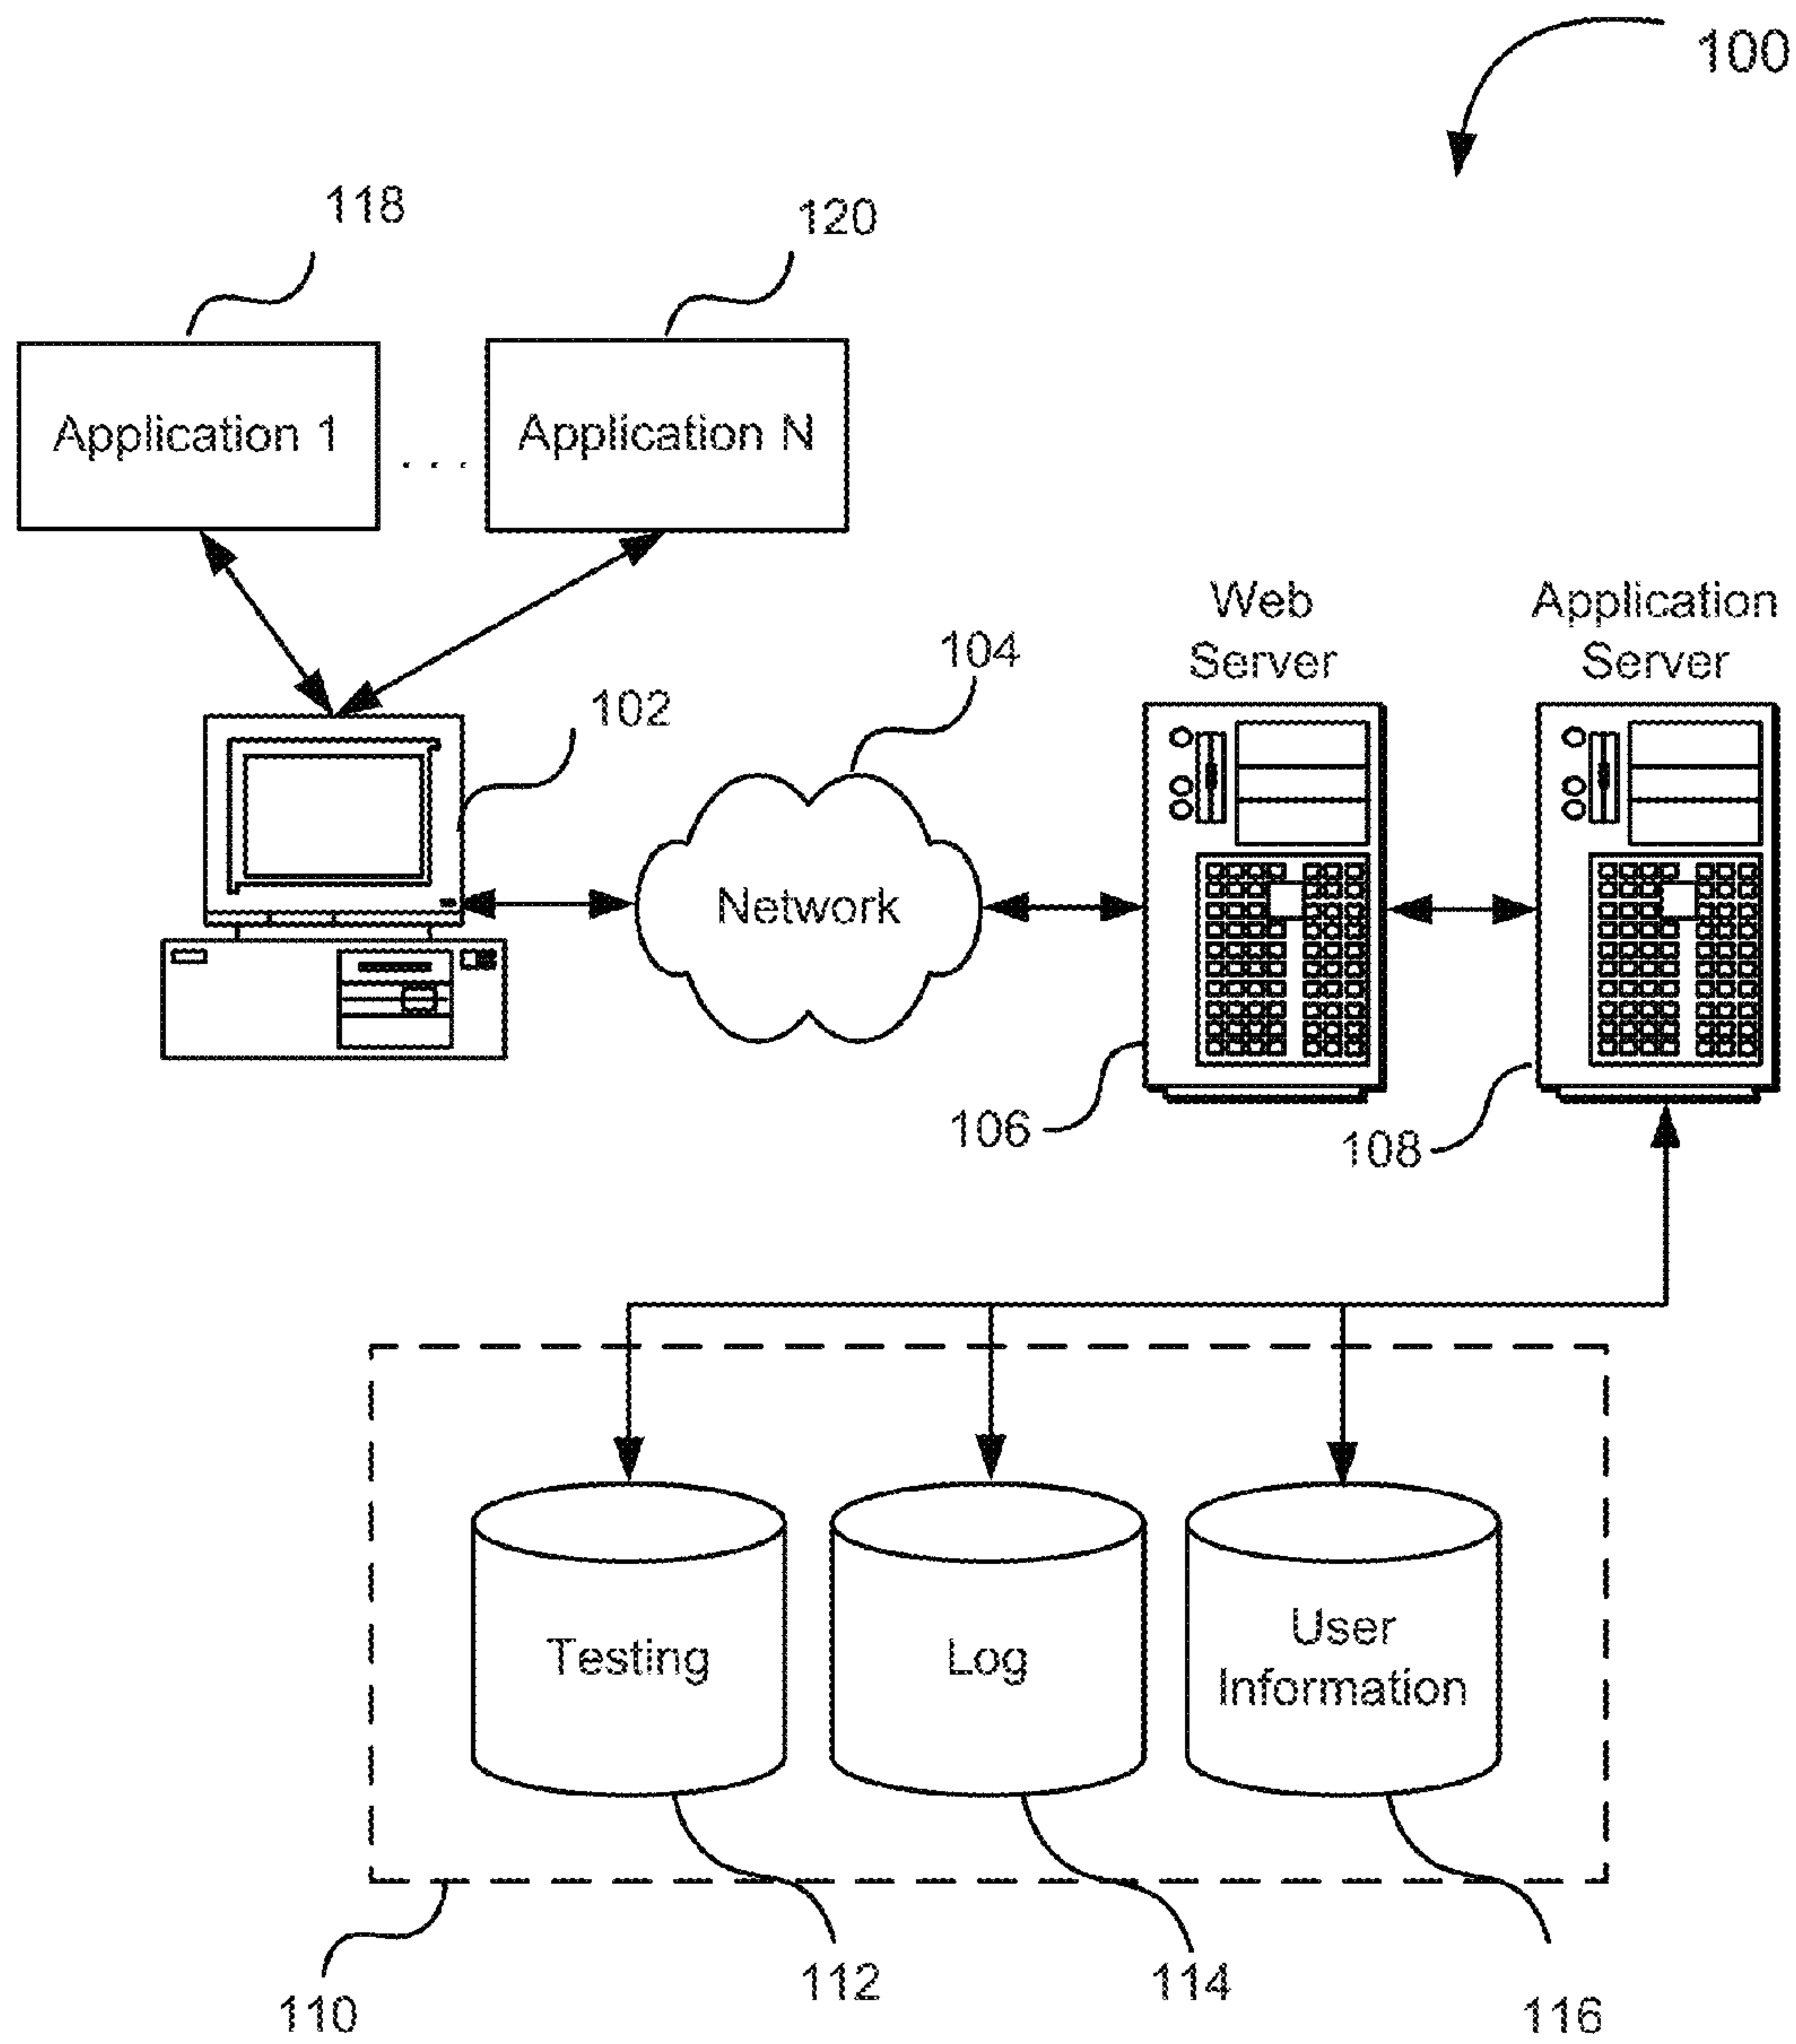 100
118
120
Application 1
. . .
Application N
Web
Server
Application
Server
104
102
Network
106
108
Testing
Log
User
Information
110
112
114
116